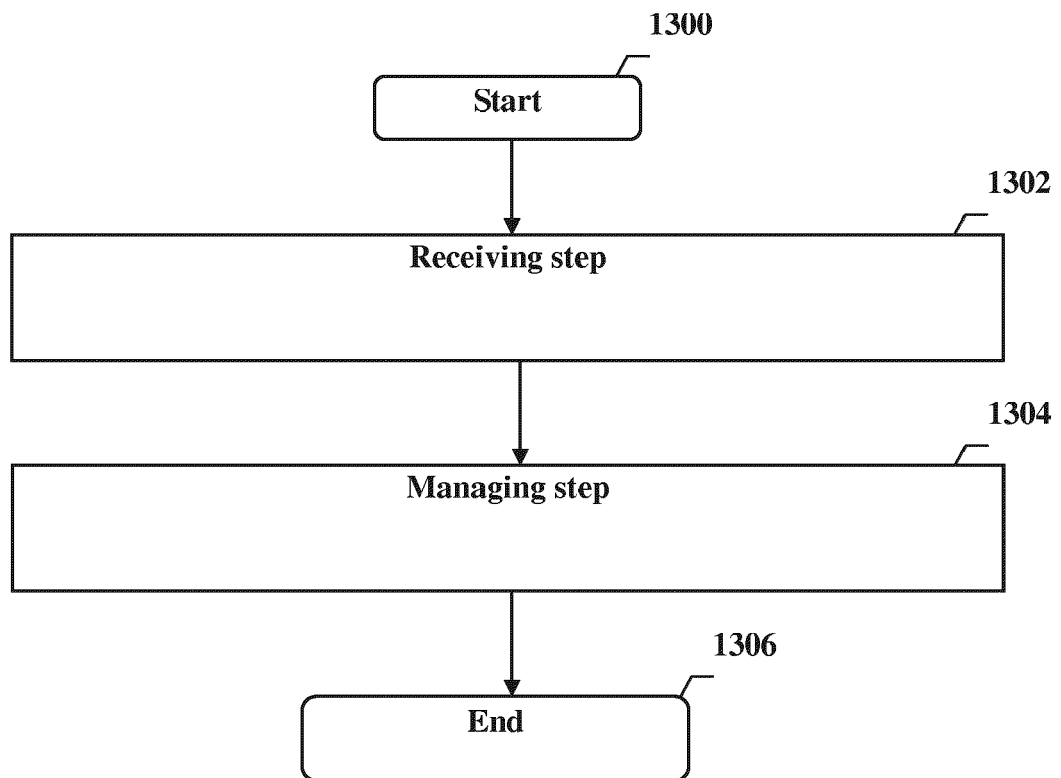 1300
Start
1302
Receiving step
1304
Managing step
1306
End